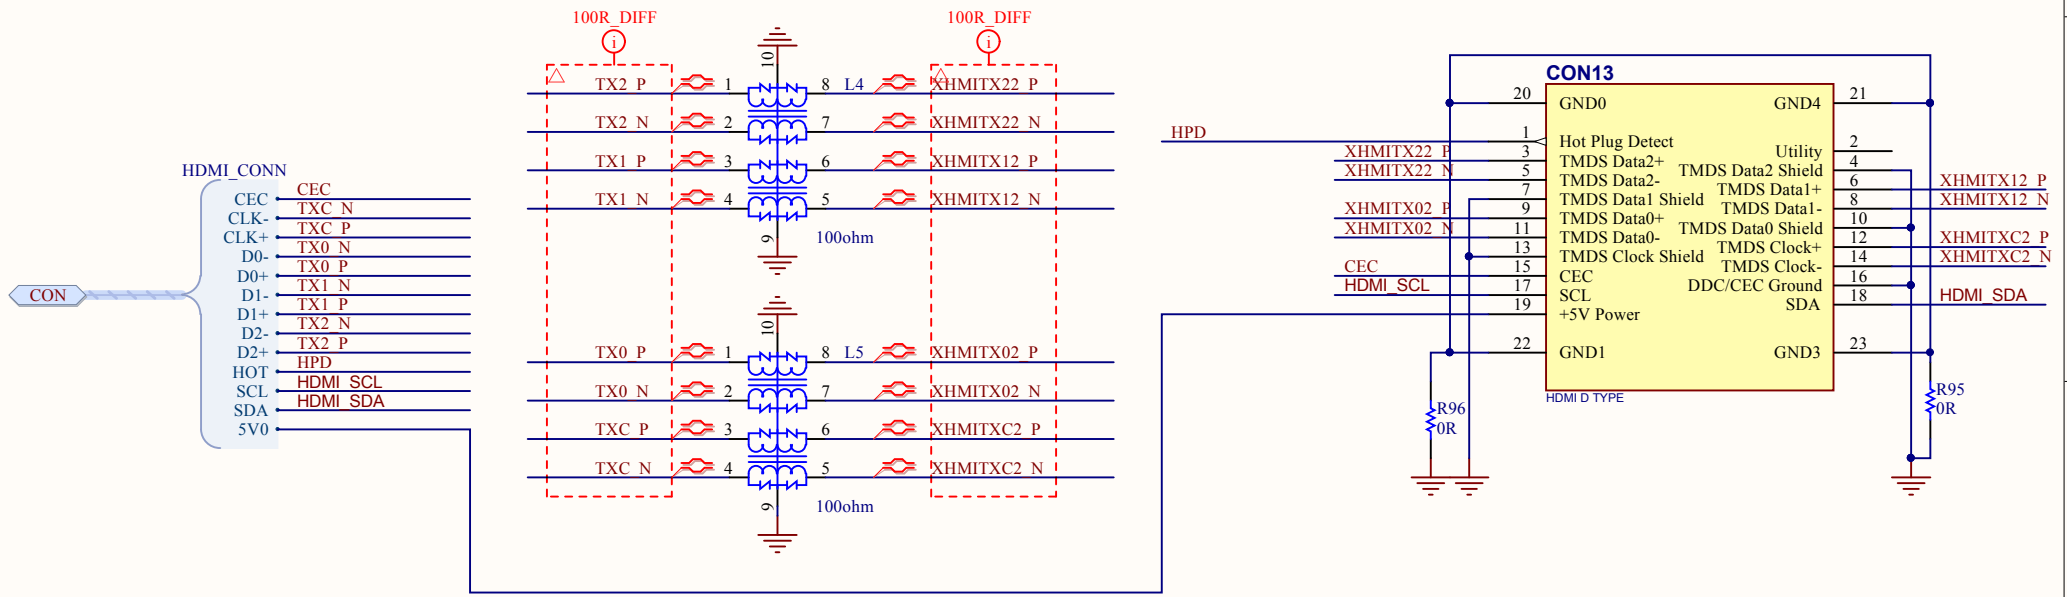 CON
HDMI_CONN
CEC CEC
CLK- TXC_N
CLK+ TXC_P
D0- TX0_N
D0+ TX0_P
D1- TX1_N
D1+ TX1_P
D2- TX2_N
D2+ TX2_P
HOT HPD
SCL HDMI_SCL
SDA HDMI_SDA
5V0
100R_DIFF
i
100R_DIFF
i
10
TX2_P 1 8 L4 XHMITX22_P
TX2_N 2 7 XHMITX22_N
TX1_P 3 6 XHMITX12_P
TX1_N 4 5 XHMITX12_N
9
100ohm
10
TX0_P 1 8 L5 XHMITX02_P
TX0_N 2 7 XHMITX02_N
TXC_P 3 6 XHMITXC2_P
TXC_N 4 5 XHMITXC2_N
9
100ohm
CON13
20 GND0 GND4 21
HPD 1 Hot Plug Detect
Utility 2
XHMITX22_P 3 TMDS Data2+
TMDS Data2 Shield 4
XHMITX22_N 5 TMDS Data2-
TMDS Data1+ 6 XHMITX12_P
7 TMDS Data1 Shield
TMDS Data1- 8 XHMITX12_N
XHMITX02_P 9 TMDS Data0+
TMDS Data0 Shield 10
XHMITX02_N 11 TMDS Data0-
TMDS Clock+ 12 XHMITXC2_P
13 TMDS Clock Shield
TMDS Clock- 14 XHMITXC2_N
CEC 15 CEC
DDC/CEC Ground 16
HDMI_SCL 17 SCL
SDA 18 HDMI_SDA
19 +5V Power
22 GND1 GND3 23
HDMI D TYPE
R96
0R
R95
0R